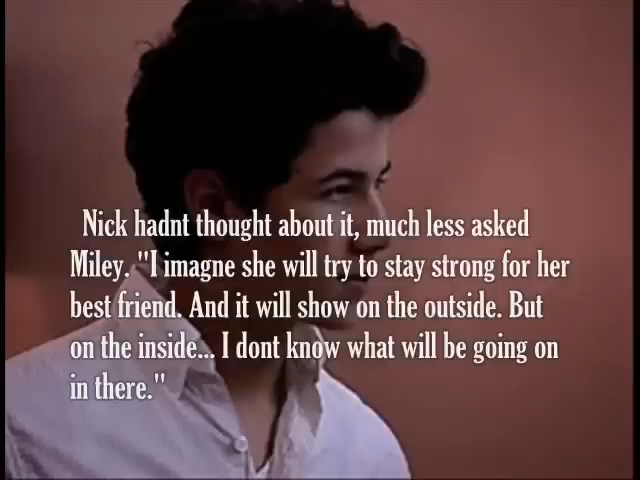 Nick hadnt thought about it, much less asked
Miley. "I imagne she will try to stay strong for her
best friend. And it will show on the outside. But
on the inside... I dont know what will be going on
in there."